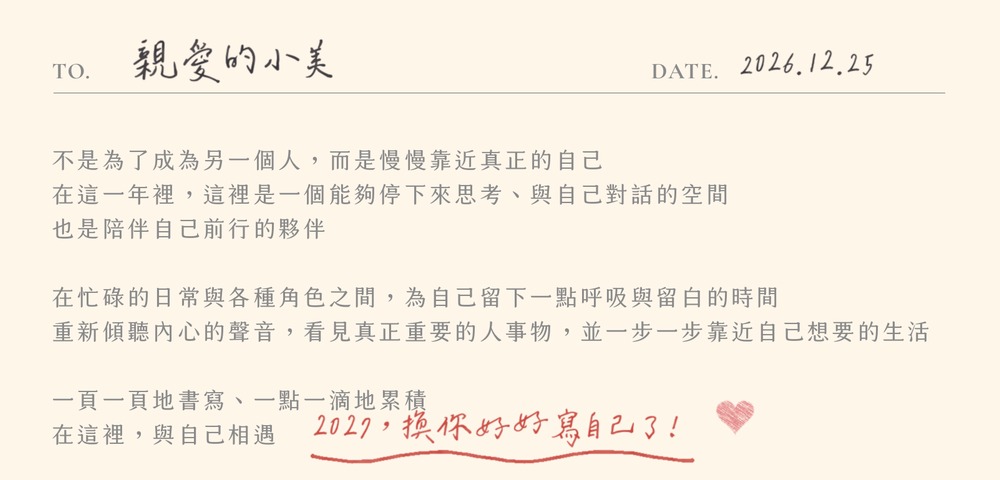 TO. 親愛的小美 DATE. 2026.12.25
不是為了成為另一個人，而是慢慢靠近真正的自己
在這一年裡，這裡是一個能夠停下來思考、與自己對話的空間
也是陪伴自己前行的夥伴
在忙碌的日常與各種角色之間，為自己留下一點呼吸與留白的時間
重新傾聽內心的聲音，看見真正重要的人事物，並一步一步靠近自己想要的生活
一頁一頁地書寫、一點一滴地累積
在這裡，與自己相遇
2027，換你好好寫自己了！